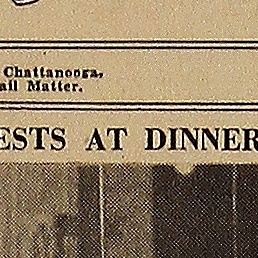 Chattanooga,
ail Matter.
ESTS AT DINNER